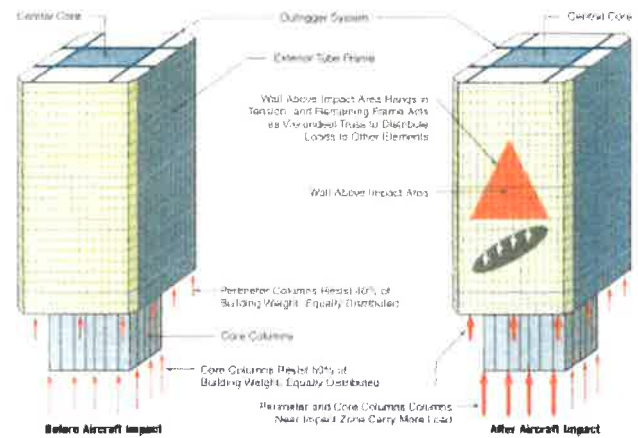 Central Core
Outrigger System
Central Core
Exterior Tube Frame
Wall Above Impact Area Hangs in
Tension, and Remaining Frame Acts
as Vierendeel Truss to Distribute
Loads to Other Elements
Wall Above Impact Area
Perimeter Columns Resist 40% of
Building Weight, Equally Distributed
Core Columns
Core Columns Resist 60% of
Building Weight, Equally Distributed
Perimeter and Core Columns Columns
Near Impact Zone Carry More Load
Before Aircraft Impact
After Aircraft Impact